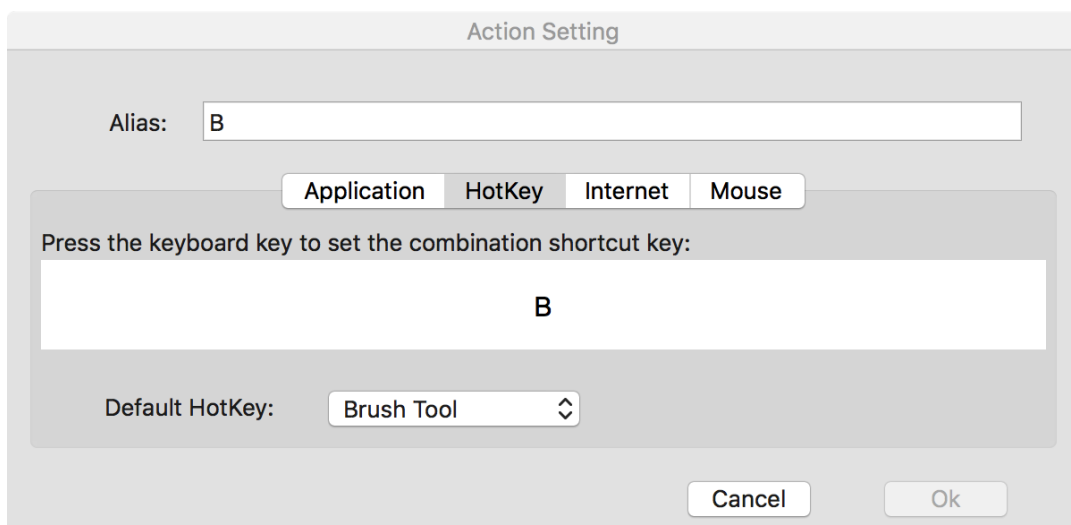 Action Setting
Alias: B
Application HotKey Internet Mouse
Press the keyboard key to set the combination shortcut key:
B
Default HotKey: Brush Tool
Cancel Ok